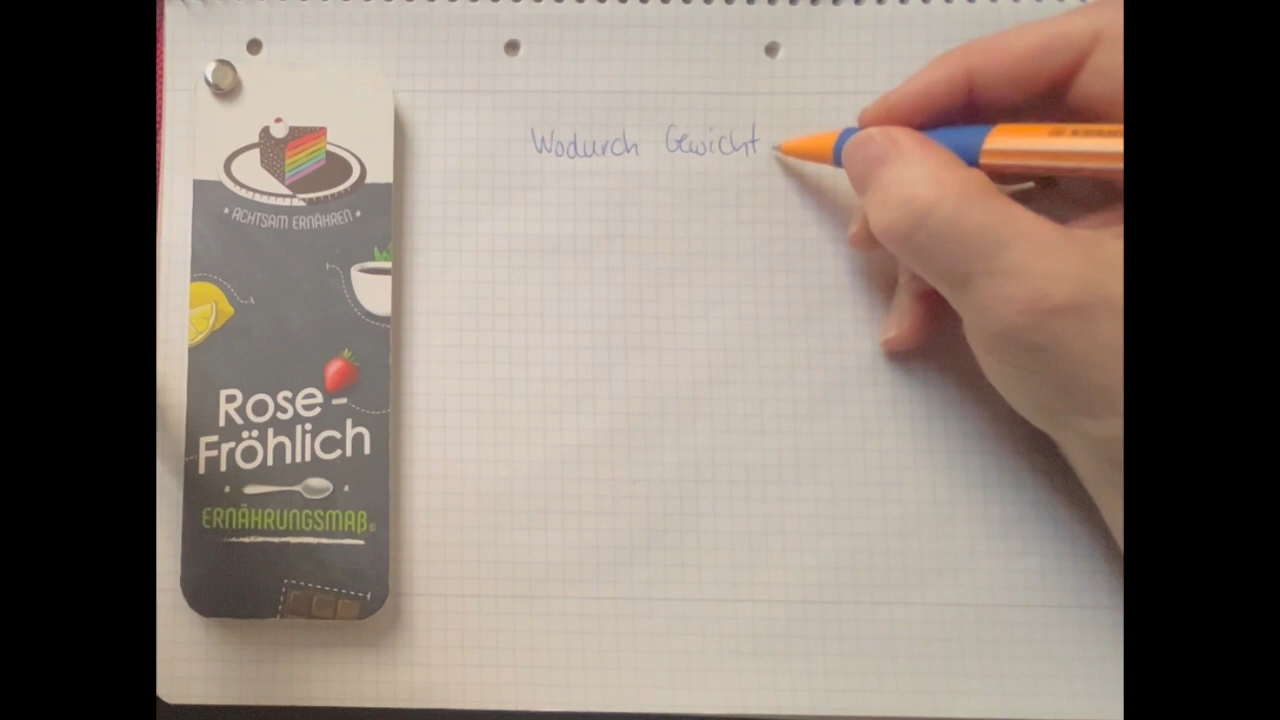 Wodurch Gewicht
ACHTSAM ERNÄHREN
Rose-
Fröhlich
ERNÄHRUNGSMAß